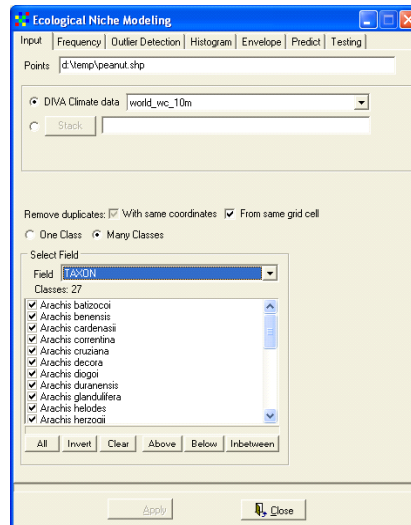 Ecological Niche Modeling
Input Frequency Outlier Detection Histogram Envelope Predict Testing
Points d:\temp\peanut.shp
DIVA Climate data world_wc_10m
Stack
Remove duplicates: With same coordinates From same grid cell
One Class Many Classes
Select Field
Field TAXON
Classes: 27
Arachis batizocoi
Arachis benensis
Arachis cardenasii
Arachis correntina
Arachis cruziana
Arachis decora
Arachis diogoi
Arachis duranensis
Arachis glandulifera
Arachis helodes
Arachis herzogii
All Invert Clear Above Below Inbetween
Apply Close